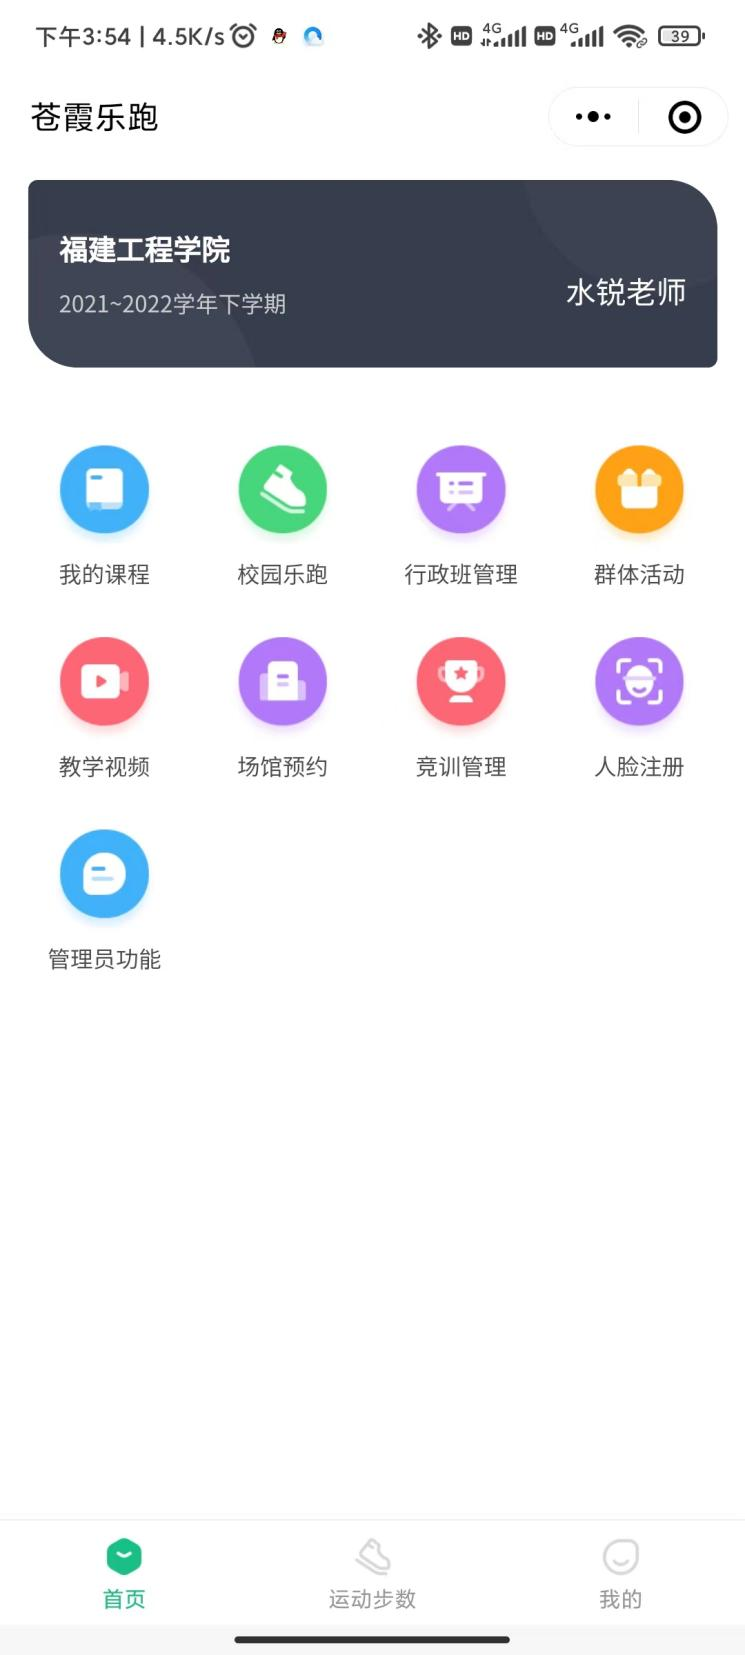 下午3:54 | 4.5K/s HD 4G HD 4G 39
苍霞乐跑
福建工程学院
2021~2022学年下学期
水锐老师
我的课程 校园乐跑 行政班管理 群体活动
教学视频 场馆预约 竞训管理 人脸注册
管理员功能
首页 运动步数 我的